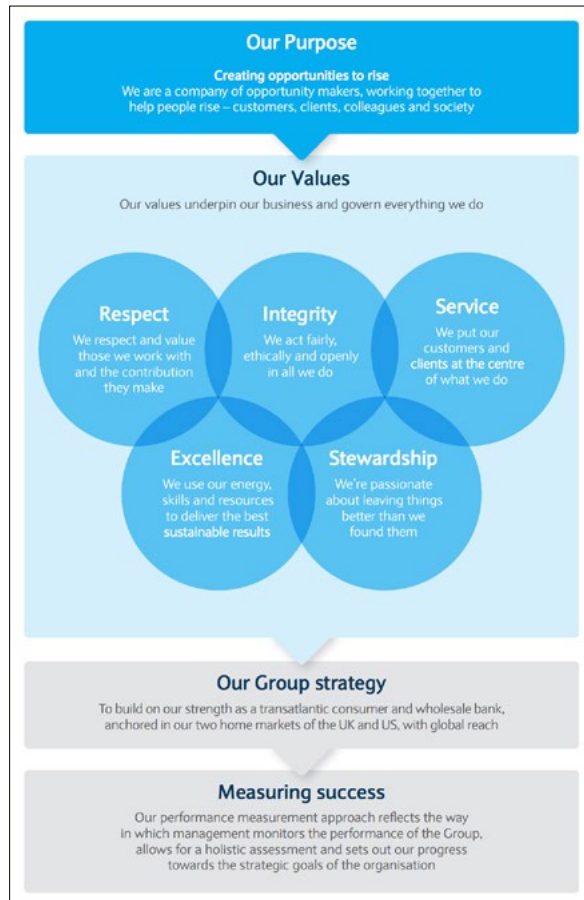 Our Purpose
Creating opportunities to rise
We are a company of opportunity makers, working together to
help people rise – customers, clients, colleagues and society
Our Values
Our values underpin our business and govern everything we do
Respect
We respect and value
those we work with
and the contribution
they make
Integrity
We act fairly,
ethically and openly
in all we do
Service
We put our
customers and
clients at the centre
of what we do
Excellence
We use our energy,
skills and resources
to deliver the best
sustainable results
Stewardship
We're passionate
about leaving things
better than we
found them
Our Group strategy
To build on our strength as a transatlantic consumer and wholesale bank,
anchored in our two home markets of the UK and US, with global reach
Measuring success
Our performance measurement approach reflects the way
in which management monitors the performance of the Group,
allows for a holistic assessment and sets out our progress
towards the strategic goals of the organisation